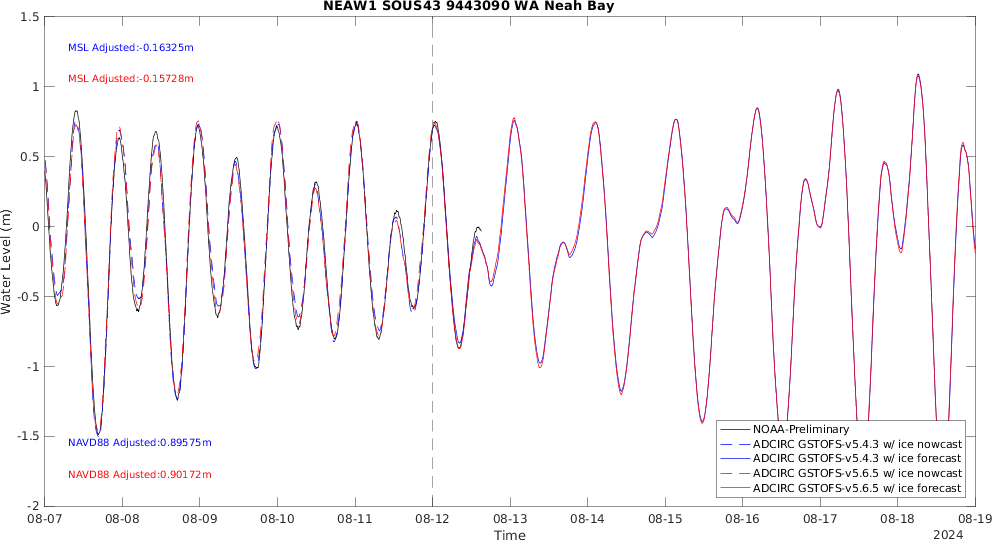 NEAW1 SOUS43 9443090 WA Neah Bay
MSL Adjusted:-0.16325m
MSL Adjusted:-0.15728m
NAVD88 Adjusted:0.89575m
NAVD88 Adjusted:0.90172m
Water Level (m)
1.5
1
0.5
0
-0.5
-1
-1.5
-2
NOAA-Preliminary
ADCIRC GSTOFS-v5.4.3 w/ ice nowcast
ADCIRC GSTOFS-v5.4.3 w/ ice forecast
ADCIRC GSTOFS-v5.6.5 w/ ice nowcast
ADCIRC GSTOFS-v5.6.5 w/ ice forecast
08-07 08-08 08-09 08-10 08-11 08-12 08-13 08-14 08-15 08-16 08-17 08-18 08-19
Time
2024